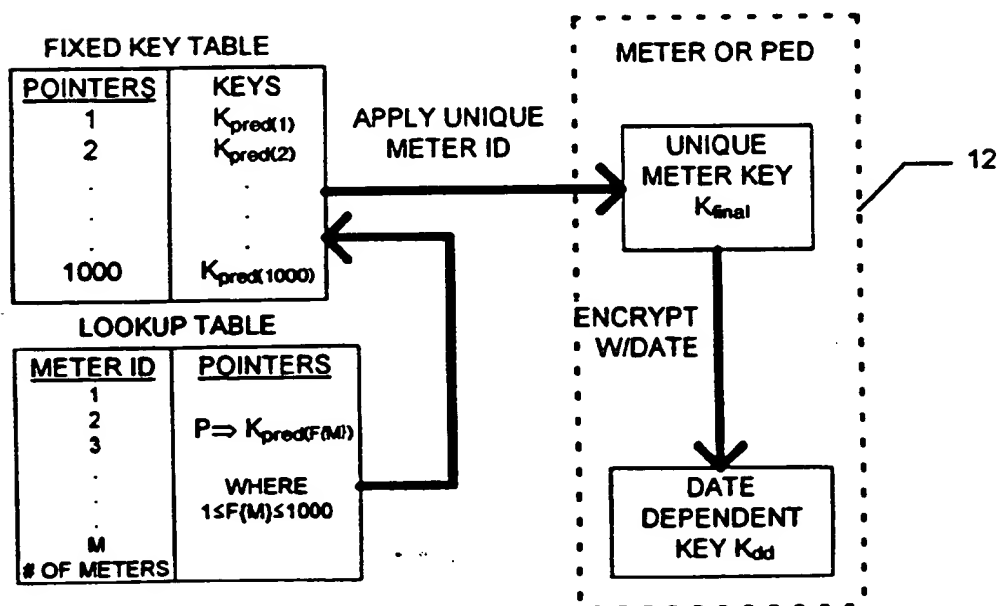 FIXED KEY TABLE
POINTERS KEYS
1 Kpred(1)
2 Kpred(2)
. .
. .
. .
1000 Kpred(1000)
LOOKUP TABLE
METER ID POINTERS
1
2
P⇒ Kpred(F{M})
3
.
WHERE
.
1≤F{M}≤1000
.
M
# OF METERS
APPLY UNIQUE
METER ID
METER OR PED
UNIQUE
METER KEY
Kfinal
12
ENCRYPT
W/DATE
DATE
DEPENDENT
KEY Kdd